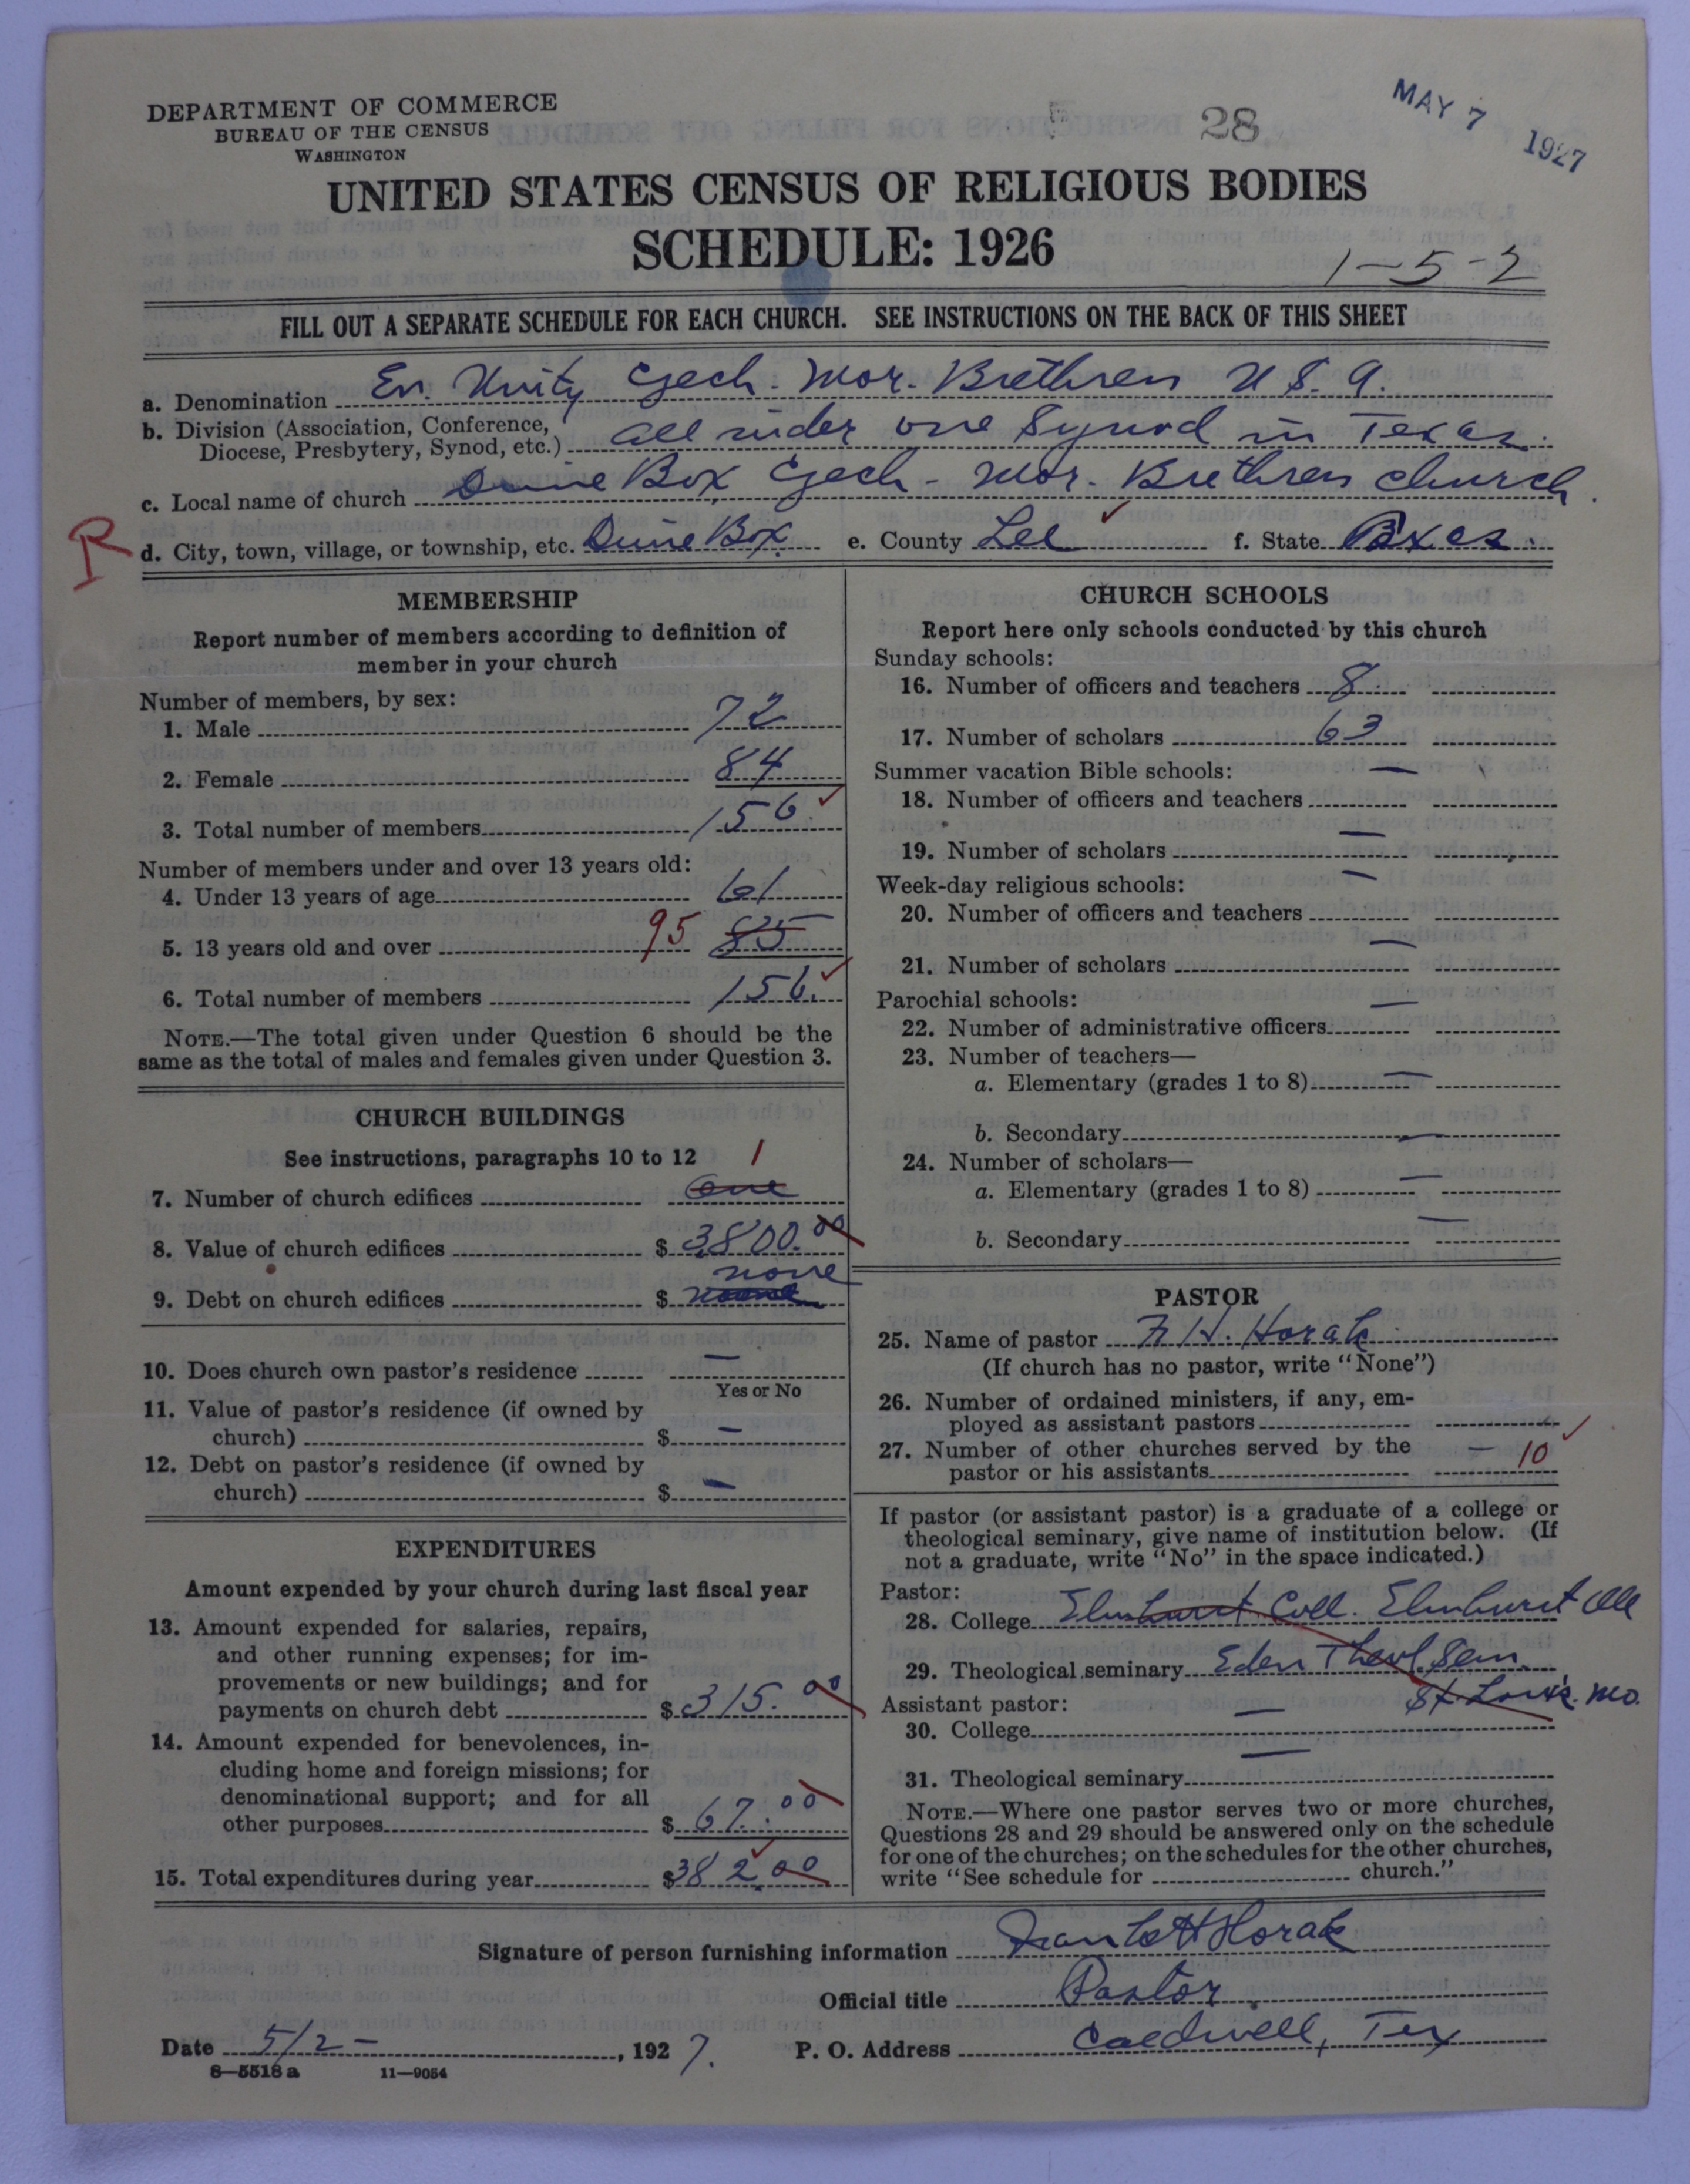 DEPARTMENT OF COMMERCE
BUREAU OF THE CENSUS
WASHINGTON
28
MAY 7 1927
UNITED STATES CENSUS OF RELIGIOUS BODIES
SCHEDULE: 1926
1-5-2
FILL OUT A SEPARATE SCHEDULE FOR EACH CHURCH. SEE INSTRUCTIONS ON THE BACK OF THIS SHEET
a. Denomination Ev. Unity Czech. Mor. Brethren U.S.A.
b. Division (Association, Conference,
Diocese, Presbytery, Synod, etc.) all under one Synod in Texas.
c. Local name of church Box Czech-Mor. Brethren church.
R
d. City, town, village, or township, etc. Box e. County Lee ✓ f. State Texas.
MEMBERSHIP
Report number of members according to definition of
member in your church
Number of members, by sex:
1. Male 72
2. Female 84
3. Total number of members 156 ✓
Number of members under and over 13 years old:
4. Under 13 years of age 61
5. 13 years old and over 95 85
6. Total number of members 156. ✓
NOTE.—The total given under Question 6 should be the
same as the total of males and females given under Question 3.
CHURCH BUILDINGS
See instructions, paragraphs 10 to 12 1
7. Number of church edifices one
8. Value of church edifices $ 3800.00
none
9. Debt on church edifices $
10. Does church own pastor's residence —
Yes or No
11. Value of pastor's residence (if owned by
church) $ —
12. Debt on pastor's residence (if owned by
church) $ —
EXPENDITURES
Amount expended by your church during last fiscal year
13. Amount expended for salaries, repairs,
and other running expenses; for im-
provements or new buildings; and for
payments on church debt $ 315.00
14. Amount expended for benevolences, in-
cluding home and foreign missions; for
denominational support; and for all
other purposes $ 67.00
15. Total expenditures during year $382.00
CHURCH SCHOOLS
Report here only schools conducted by this church
Sunday schools:
16. Number of officers and teachers 8
17. Number of scholars 63
Summer vacation Bible schools: —
18. Number of officers and teachers
—
19. Number of scholars
Week-day religious schools: —
20. Number of officers and teachers
—
21. Number of scholars
Parochial schools: —
22. Number of administrative officers
23. Number of teachers—
a. Elementary (grades 1 to 8) —
b. Secondary —
24. Number of scholars—
a. Elementary (grades 1 to 8) —
b. Secondary —
PASTOR
25. Name of pastor F H. Horak
(If church has no pastor, write "None")
26. Number of ordained ministers, if any, em-
ployed as assistant pastors
27. Number of other churches served by the
pastor or his assistants — 10 ✓
If pastor (or assistant pastor) is a graduate of a college or
theological seminary, give name of institution below. (If
not a graduate, write "No" in the space indicated.)
Pastor:
28. College Elmhurst Coll. Elmhurst Ill
29. Theological seminary Eden Theol. Sem.
St Louis. Mo.
Assistant pastor:
30. College —
31. Theological seminary —
NOTE.—Where one pastor serves two or more churches,
Questions 28 and 29 should be answered only on the schedule
for one of the churches; on the schedules for the other churches,
write "See schedule for church."
Signature of person furnishing information Frank H Horak
Official title Pastor
Date 5/2 - , 1927. P. O. Address Caldwell, Tex
8—5518 a 11—9054